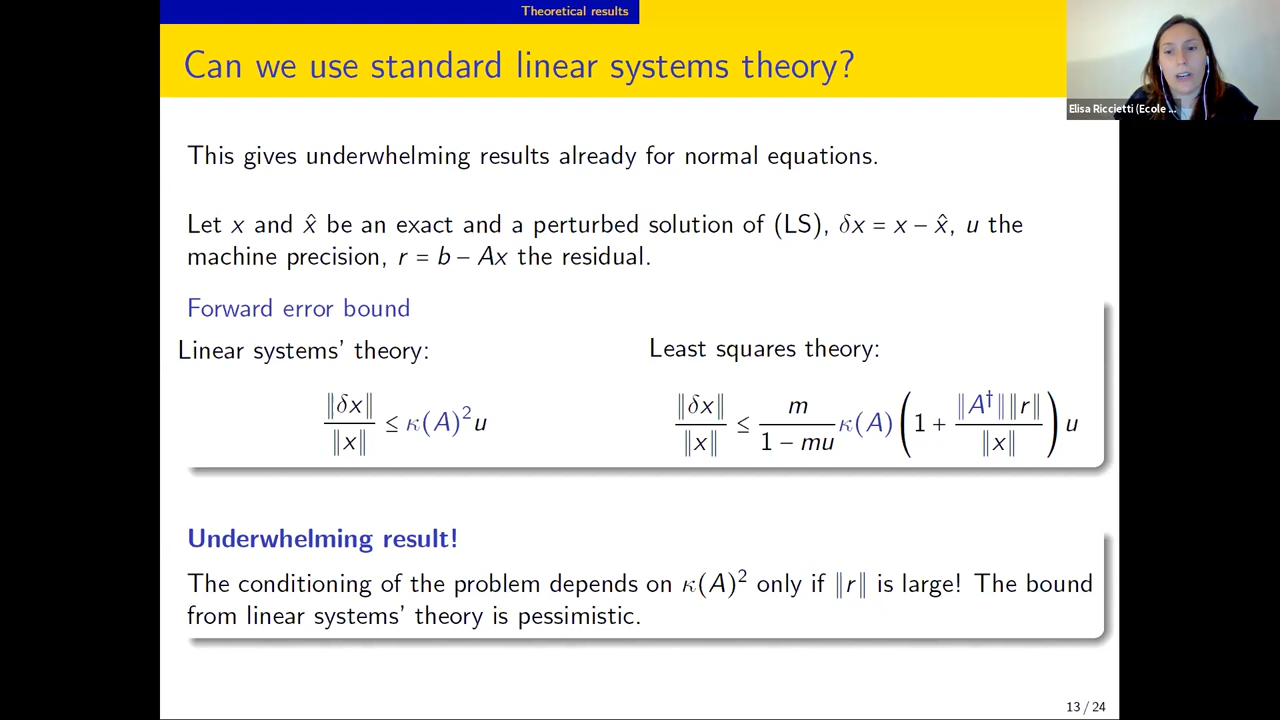 Theoretical results
Can we use standard linear systems theory?
Elisa Riccietti (Ecole ...
This gives underwhelming results already for normal equations.
Let x and x̂ be an exact and a perturbed solution of (LS), δx = x − x̂, u the
machine precision, r = b − Ax the residual.
Forward error bound
Linear systems' theory:
Least squares theory:
‖δx‖/‖x‖ ≤ κ(A)² u
‖δx‖/‖x‖ ≤ m/(1 − mu) κ(A) (1 + ‖A†‖‖r‖/‖x‖) u
Underwhelming result!
The conditioning of the problem depends on κ(A)² only if ‖r‖ is large! The bound
from linear systems' theory is pessimistic.
13 / 24